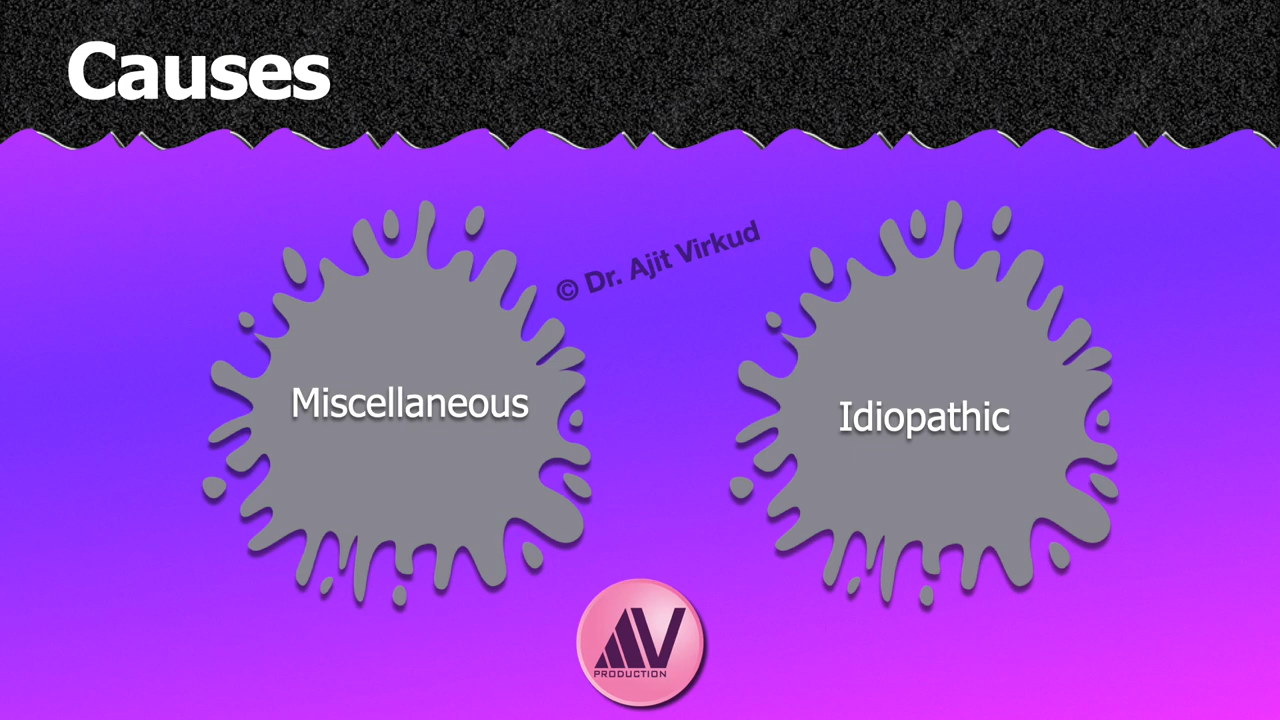 Causes
© Dr. Ajit Virkud
Miscellaneous
Idiopathic
AV
PRODUCTION